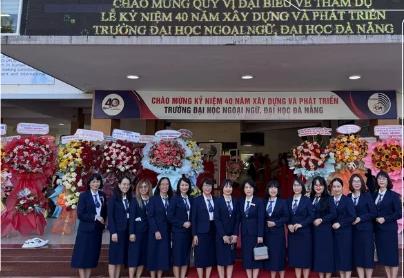 CHÀO MỪNG QUÝ VỊ ĐẠI BIỂU VỀ THAM DỰ
LỄ KỶ NIỆM 40 NĂM XÂY DỰNG VÀ PHÁT TRIỂN
TRƯỜNG ĐẠI HỌC NGOẠI NGỮ, ĐẠI HỌC ĐÀ NẴNG
40
CHÀO MỪNG KỶ NIỆM 40 NĂM XÂY DỰNG VÀ PHÁT TRIỂN
TRƯỜNG ĐẠI HỌC NGOẠI NGỮ, ĐẠI HỌC ĐÀ NẴNG